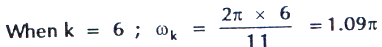 When k = 6 ; ωk = 2π × 6 / 11 = 1.09π